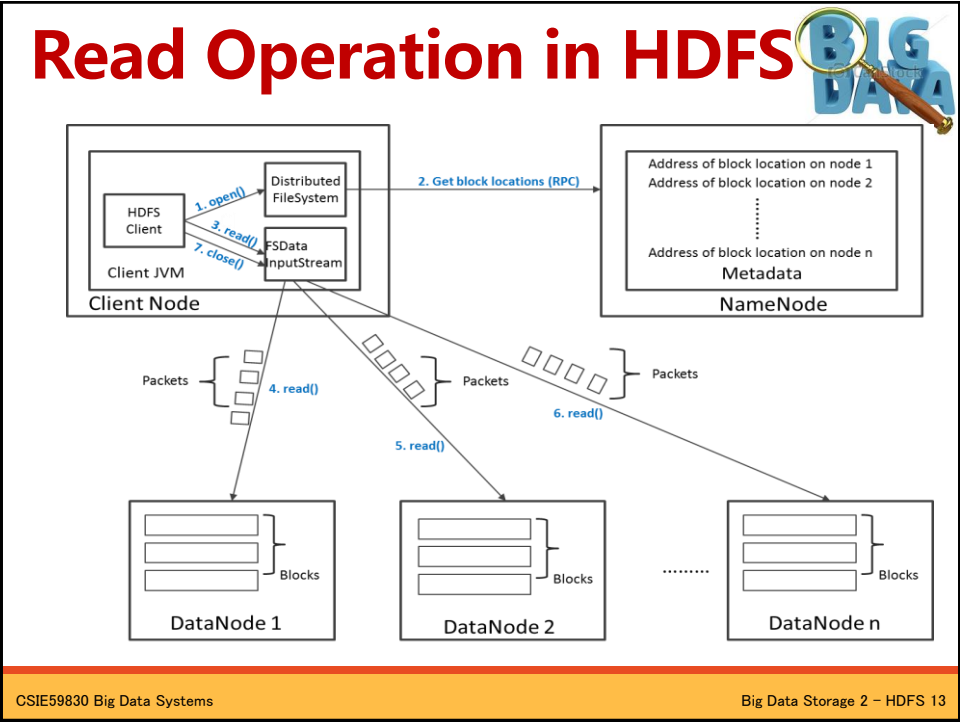 Read Operation in HDFS
BIG
DATA
HDFS
Client
1. open()
3. read()
7. close()
Distributed
FileSystem
FSData
InputStream
Client JVM
Client Node
2. Get block locations (RPC)
Address of block location on node 1
Address of block location on node 2
Address of block location on node n
Metadata
NameNode
Packets
4. read()
Packets
5. read()
Packets
6. read()
Blocks
DataNode 1
Blocks
DataNode 2
.........
Blocks
DataNode n
CSIE59830 Big Data Systems
Big Data Storage 2 – HDFS 13